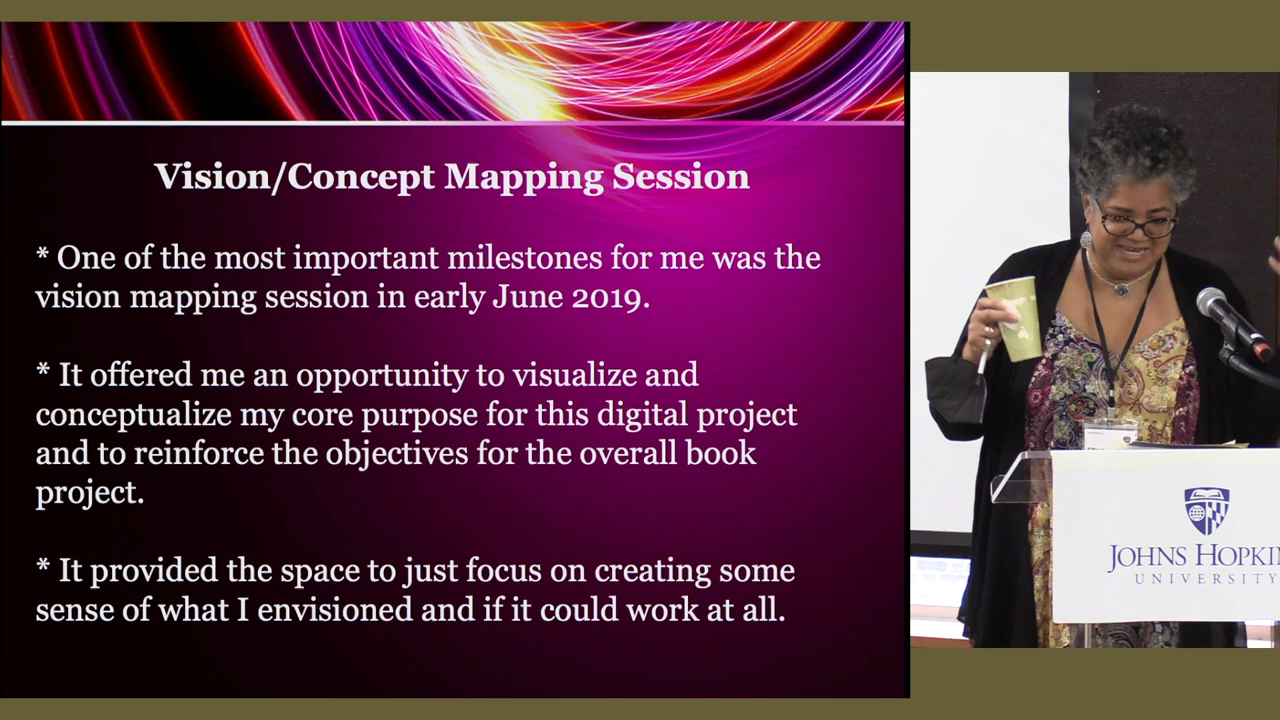 Vision/Concept Mapping Session
* One of the most important milestones for me was the
vision mapping session in early June 2019.
* It offered me an opportunity to visualize and
conceptualize my core purpose for this digital project
and to reinforce the objectives for the overall book
project.
* It provided the space to just focus on creating some
sense of what I envisioned and if it could work at all.
JOHNS HOPKIN
UNIVERSITY